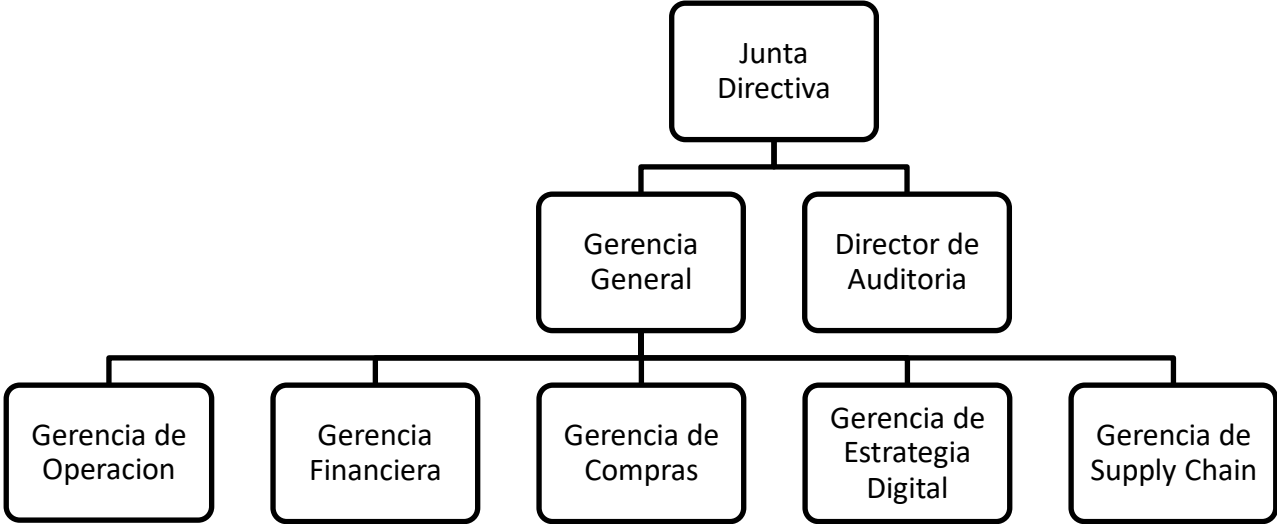 Junta
Directiva
Gerencia
General
Director de
Auditoria
Gerencia de
Operacion
Gerencia
Financiera
Gerencia de
Compras
Gerencia de
Estrategia
Digital
Gerencia de
Supply Chain